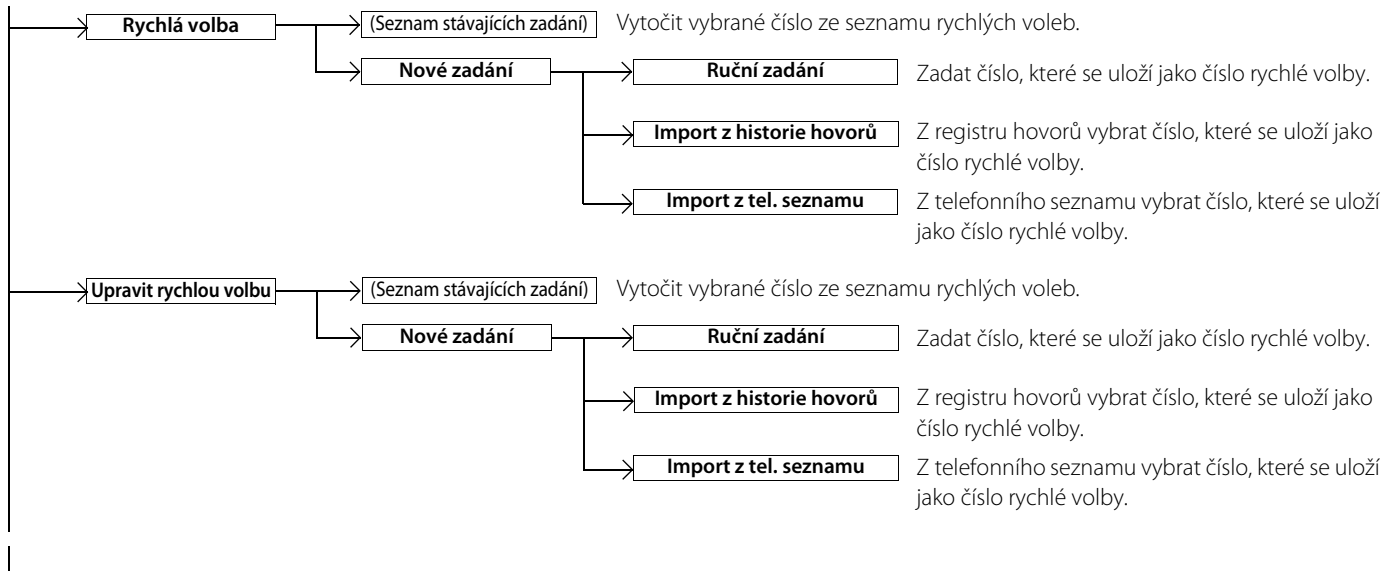 Rychlá volba (Seznam stávajících zadání) Vytočit vybrané číslo ze seznamu rychlých voleb.
Nové zadání Ruční zadání Zadat číslo, které se uloží jako číslo rychlé volby.
Import z historie hovorů Z registru hovorů vybrat číslo, které se uloží jako
číslo rychlé volby.
Import z tel. seznamu Z telefonního seznamu vybrat číslo, které se uloží
jako číslo rychlé volby.
Upravit rychlou volbu (Seznam stávajících zadání) Vytočit vybrané číslo ze seznamu rychlých voleb.
Nové zadání Ruční zadání Zadat číslo, které se uloží jako číslo rychlé volby.
Import z historie hovorů Z registru hovorů vybrat číslo, které se uloží jako
číslo rychlé volby.
Import z tel. seznamu Z telefonního seznamu vybrat číslo, které se uloží
jako číslo rychlé volby.